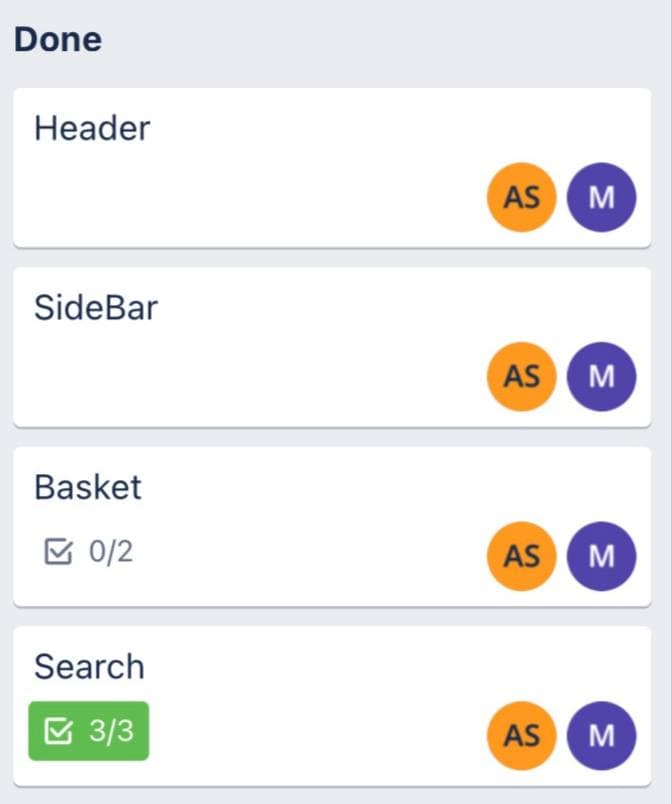 Done
Header
AS M
SideBar
AS M
Basket
0/2
AS M
Search
3/3
AS M